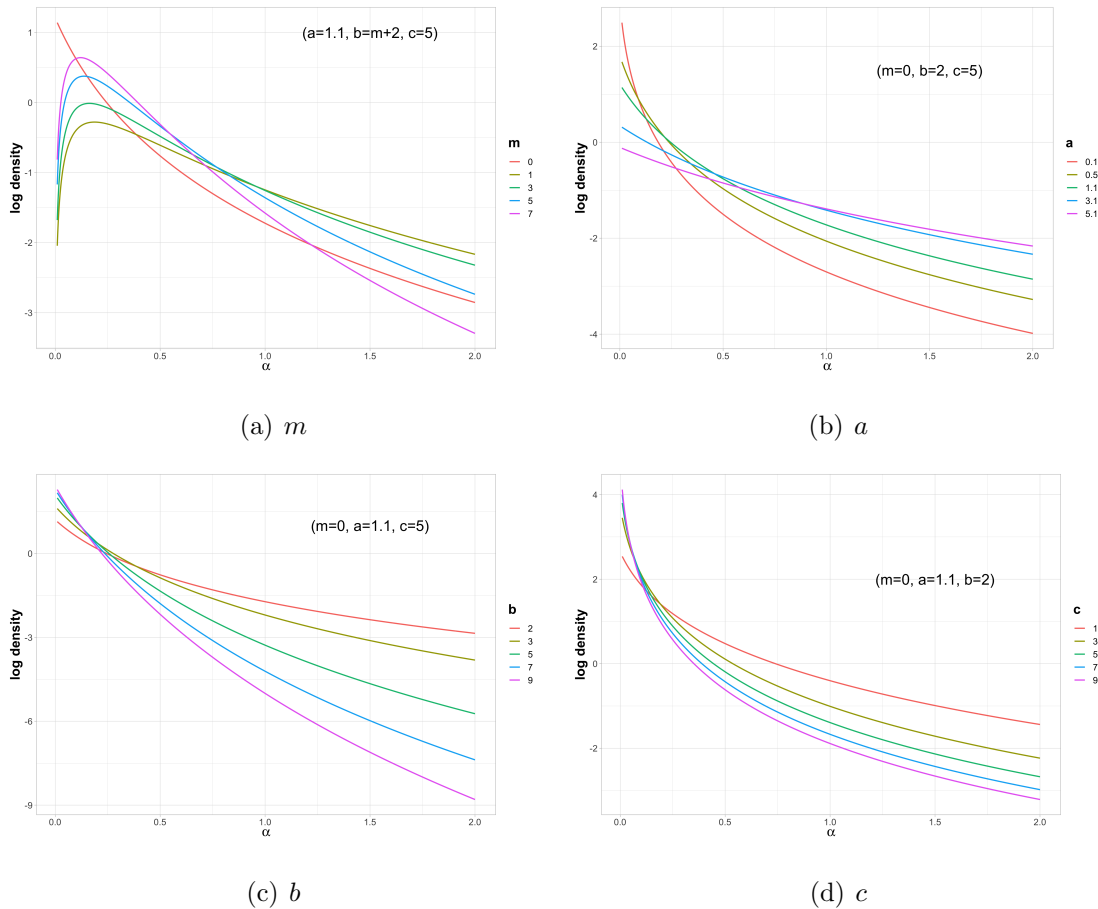 (a=1.1, b=m+2, c=5)
log density
1
0
-1
-2
-3
0.0 0.5 1.0 1.5 2.0
α
m
0
1
3
5
7
(a) m
(m=0, b=2, c=5)
log density
2
0
-2
-4
0.0 0.5 1.0 1.5 2.0
α
a
0.1
0.5
1.1
3.1
5.1
(b) a
(m=0, a=1.1, c=5)
log density
0
-3
-6
-9
0.0 0.5 1.0 1.5 2.0
α
b
2
3
5
7
9
(c) b
(m=0, a=1.1, b=2)
log density
4
2
0
-2
0.0 0.5 1.0 1.5 2.0
α
c
1
3
5
7
9
(d) c